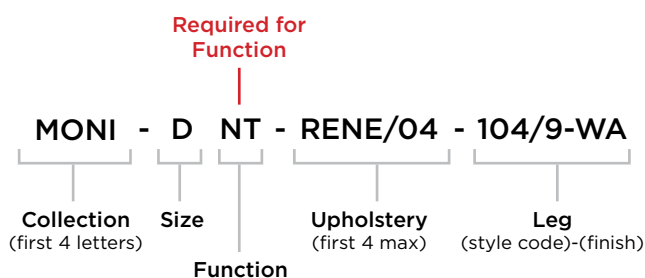 Required for
Function
MONI - D NT - RENE/04 - 104/9-WA
Collection Size Upholstery Leg
(first 4 letters) (first 4 max) (style code)-(finish)
Function